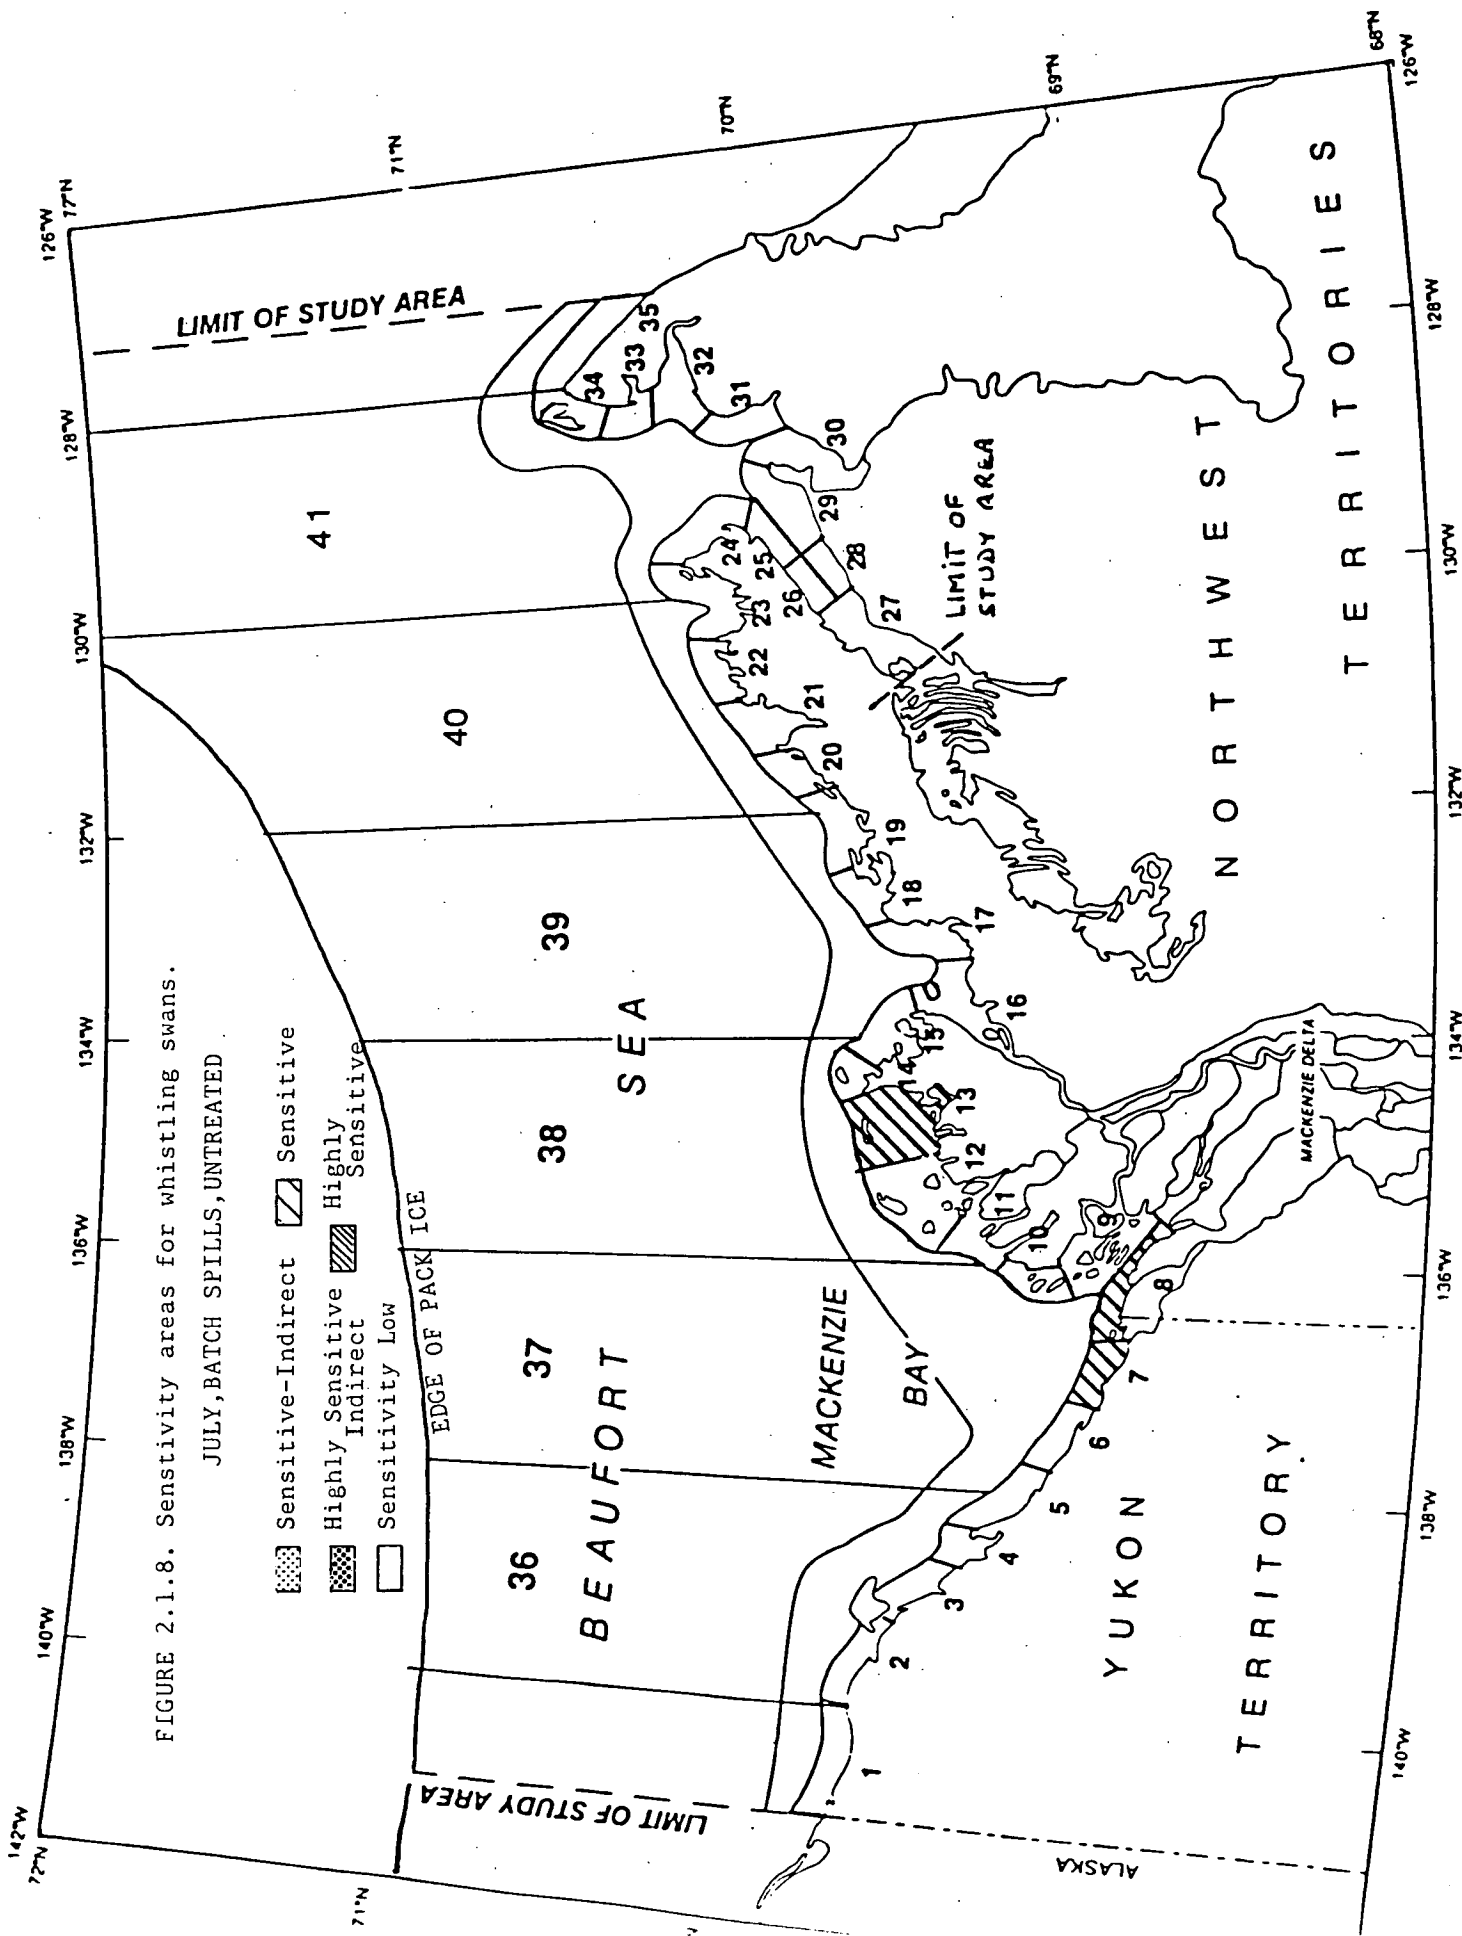 FIGURE 2.1.8. Senstivity areas for whistling swans.
JULY,BATCH SPILLS,UNTREATED
Sensitive-Indirect
Sensitive
Highly Sensitive Indirect
Highly Sensitive
Sensitivity Low
EDGE OF PACK ICE
142°W
140°W
138°W
136°W
134°W
132°W
130°W
128°W
126°W
72°N
71°N
77°N
71°N
70°N
69°N
68°N
126°W
128°W
130°W
132°W
134°W
136°W
138°W
140°W
LIMIT OF STUDY AREA
LIMIT OF STUDY AREA
LIMIT OF
STUDY AREA
BEAUFORT
SEA
MACKENZIE
BAY
MACKENZIE DELTA
YUKON
TERRITORY
NORTHWEST
TERRITORIES
ALASKA
1
2
3
4
5
6
7
8
9
10
11
12
13
14
15
16
17
18
19
20
21
22
23
24
25
26
27
28
29
30
31
32
33
34
35
36
37
38
39
40
41